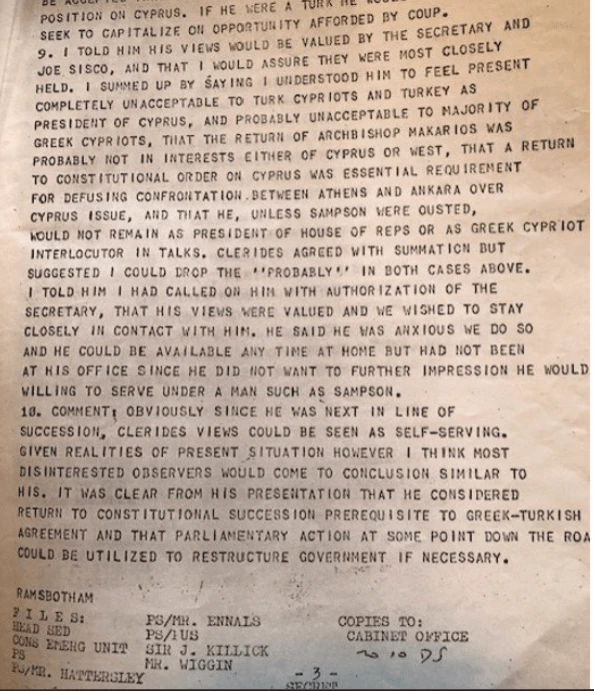 POSITION ON CYPRUS. IF HE WERE A TURK HE
SEEK TO CAPITALIZE ON OPPORTUNITY AFFORDED BY COUP.
9. I TOLD HIM HIS VIEWS WOULD BE VALUED BY THE SECRETARY AND
JOE SISCO, AND THAT I WOULD ASSURE THEY WERE MOST CLOSELY
HELD. I SUMMED UP BY SAYING I UNDERSTOOD HIM TO FEEL PRESENT
COMPLETELY UNACCEPTABLE TO TURK CYPRIOTS AND TURKEY AS
PRESIDENT OF CYPRUS, AND PROBABLY UNACCEPTABLE TO MAJORITY OF
GREEK CYPRIOTS, THAT THE RETURN OF ARCHBISHOP MAKARIOS WAS
PROBABLY NOT IN INTERESTS EITHER OF CYPRUS OR WEST, THAT A RETURN
TO CONSTITUTIONAL ORDER ON CYPRUS WAS ESSENTIAL REQUIREMENT
FOR DEFUSING CONFRONTATION.BETWEEN ATHENS AND ANKARA OVER
CYPRUS ISSUE, AND THAT HE, UNLESS SAMPSON WERE OUSTED,
WOULD NOT REMAIN AS PRESIDENT OF HOUSE OF REPS OR AS GREEK CYPRIOT
INTERLOCUTOR IN TALKS. CLERIDES AGREED WITH SUMMATION BUT
SUGGESTED I COULD DROP THE ''PROBABLY'' IN BOTH CASES ABOVE.
I TOLD HIM I HAD CALLED ON HIM WITH AUTHORIZATION OF THE
SECRETARY, THAT HIS VIEWS WERE VALUED AND WE WISHED TO STAY
CLOSELY IN CONTACT WITH HIM. HE SAID HE WAS ANXIOUS WE DO SO
AND HE COULD BE AVAILABLE ANY TIME AT HOME BUT HAD NOT BEEN
AT HIS OFFICE SINCE HE DID NOT WANT TO FURTHER IMPRESSION HE WOULD
WILLING TO SERVE UNDER A MAN SUCH AS SAMPSON.
10. COMMENT: OBVIOUSLY SINCE HE WAS NEXT IN LINE OF
SUCCESSION, CLERIDES VIEWS COULD BE SEEN AS SELF-SERVING.
GIVEN REALITIES OF PRESENT SITUATION HOWEVER I THINK MOST
DISINTERESTED OBSERVERS WOULD COME TO CONCLUSION SIMILAR TO
HIS. IT WAS CLEAR FROM HIS PRESENTATION THAT HE CONSIDERED
RETURN TO CONSTITUTIONAL SUCCESSION PREREQUISITE TO GREEK-TURKISH
AGREEMENT AND THAT PARLIAMENTARY ACTION AT SOME POINT DOWN THE ROA
COULD BE UTILIZED TO RESTRUCTURE GOVERNMENT IF NECESSARY.
RAMSBOTHAM
FILES: PS/MR. ENNALS COPIES TO:
HEAD SED PS/PUS CABINET OFFICE
CONS EMERG UNIT SIR J. KILLICK
PS MR. WIGGIN
PS/MR. HATTERSLEY
- 3 -
SECRET